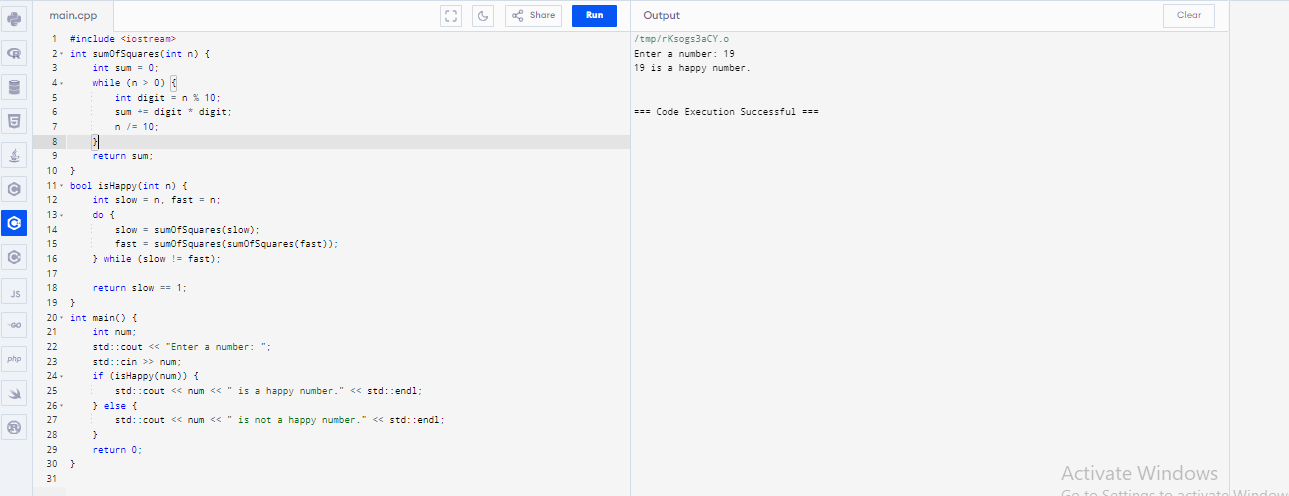 main.cpp
Share
Run
Output
Clear
1 #include <iostream>
2 int sumOfSquares(int n) {
3 int sum = 0;
4 while (n > 0) {
5 int digit = n % 10;
6 sum += digit * digit;
7 n /= 10;
8 }
9 return sum;
10 }
11 bool isHappy(int n) {
12 int slow = n, fast = n;
13 do {
14 slow = sumOfSquares(slow);
15 fast = sumOfSquares(sumOfSquares(fast));
16 } while (slow != fast);
17
18 return slow == 1;
19 }
20 int main() {
21 int num;
22 std::cout << "Enter a number: ";
23 std::cin >> num;
24 if (isHappy(num)) {
25 std::cout << num << " is a happy number." << std::endl;
26 } else {
27 std::cout << num << " is not a happy number." << std::endl;
28 }
29 return 0;
30 }
31
/tmp/rKsogs3aCY.o
Enter a number: 19
19 is a happy number.
=== Code Execution Successful ===
JS
GO
php
Activate Windows
Go to Settings to activate Window